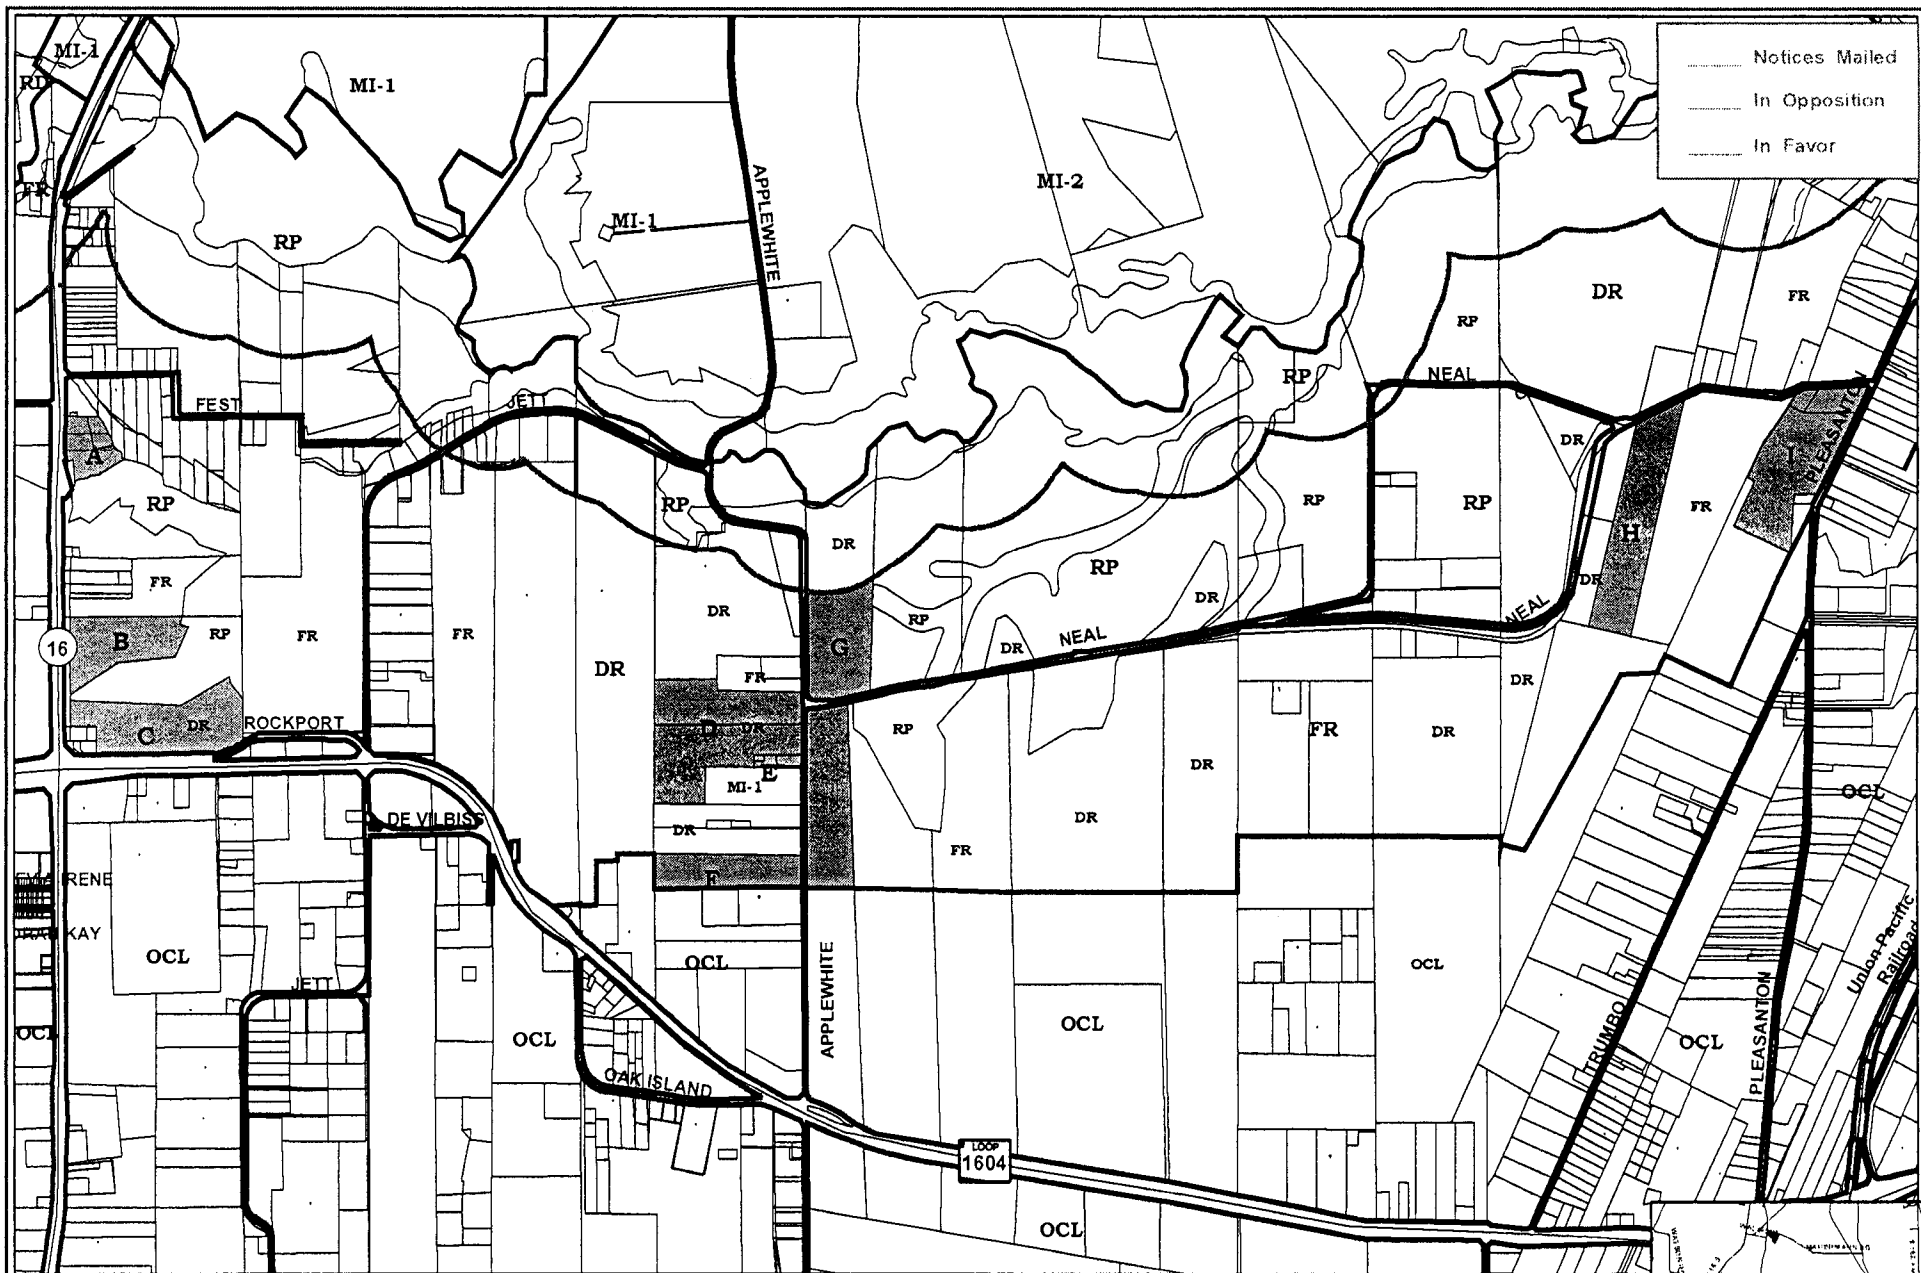 MI-1
MI-1
Notices Mailed
RD
In Opposition
In Favor
FR
APPLEWHITE
MI-2
MI-1
RP
DR
FR
RP
RP
NEAL
FEST
JETT
PLEASANTON
A
DR
RP
RP
RP
RP
FR
I
H
DR
FR
RP
DR
DR
DR
RP
NEAL
B
RP
FR
FR
16
G
NEAL
DR
DR
FR
DR
C
DR
ROCKPORT
D
DR
RP
FR
DR
E
MI-1
DR
OCL
DE VILBISS
DR
DR
FR
F
IRENE
KAY
OCL
OCL
OCL
Union Pacific
Railroad
JETT
APPLEWHITE
PLEASANTON
OCL
OCL
OCL
TRUMBO
OCL
OAK ISLAND
LOOP
1604
OCL